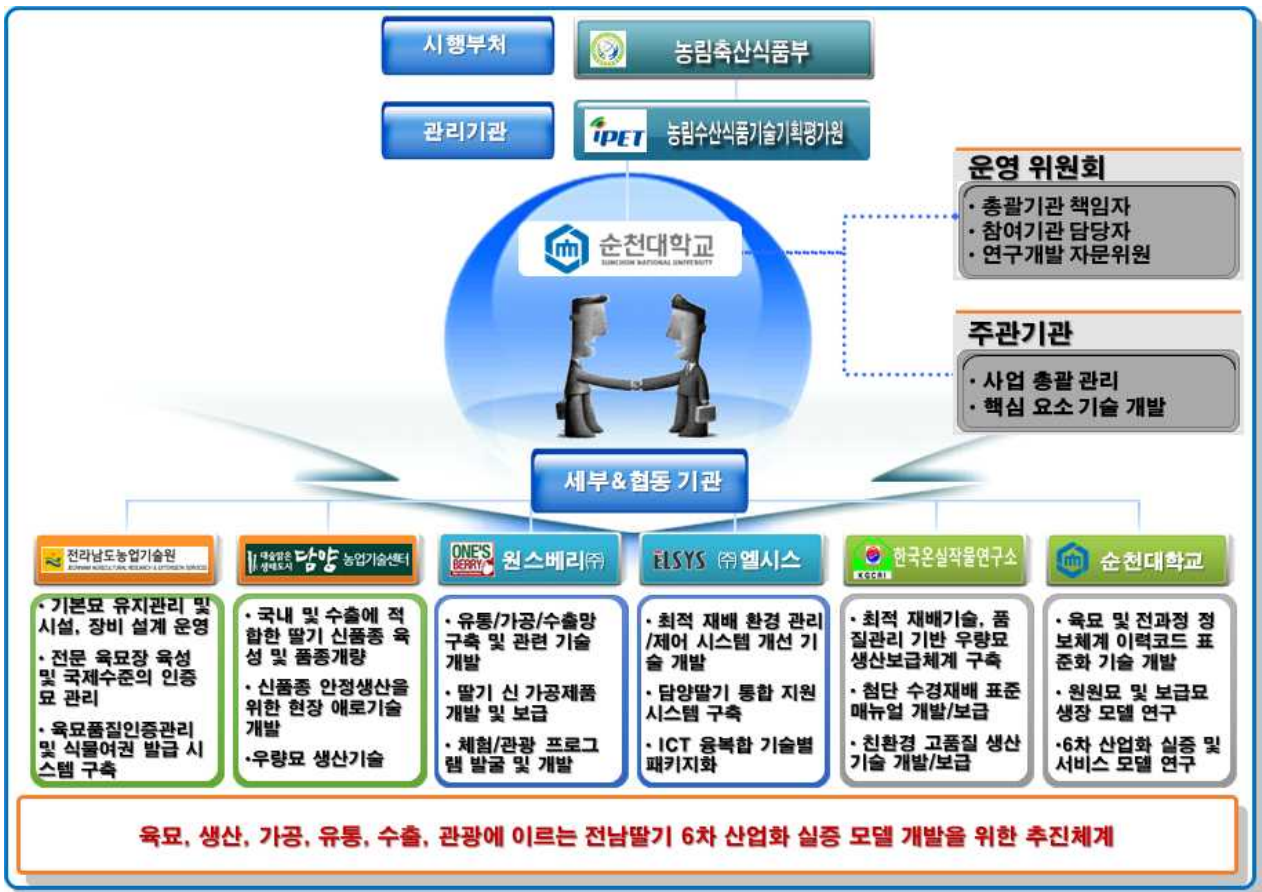 시행부처
농림축산식품부
관리기관
iPET 농림수산식품기술기획평가원
순천대학교
SUNCHON NATIONAL UNIVERSITY
운영 위원회
· 총괄기관 책임자
· 참여기관 담당자
· 연구개발 자문위원
주관기관
· 사업 총괄 관리
· 핵심 요소 기술 개발
세부&협동 기관
전라남도농업기술원
JEONNAM AGRICULTURAL RESEARCH & EXTENSION SERVICES
· 기본묘 유지관리 및
시설, 장비 설계 운영
· 전문 육묘장 육성
및 국제수준의 인증
묘 관리
· 육묘품질인증관리
및 식물여권 발급 시
스템 구축
대숲맑은
생태도시
담양 농업기술센터
· 국내 및 수출에 적
합한 딸기 신품종 육
성 및 품종개량
· 신품종 안정생산을
위한 현장 애로기술
개발
·우량묘 생산기술
ONE'S
BERRY
원스베리㈜
· 유통/가공/수출망
구축 및 관련 기술
개발
· 딸기 신 가공제품
개발 및 보급
· 체험/관광 프로그
램 발굴 및 개발
ELSYS ㈜엘시스
· 최적 재배 환경 관리
/제어 시스템 개선 기
술 개발
· 담양딸기 통합 지원
시스템 구축
· ICT 융복합 기술별
패키지화
KGCRI
한국온실작물연구소
· 최적 재배기술, 품
질관리 기반 우량묘
생산보급체계 구축
· 첨단 수경재배 표준
매뉴얼 개발/보급
· 친환경 고품질 생산
기술 개발/보급
순천대학교
· 육묘 및 전과정 정
보체계 이력코드 표
준화 기술 개발
· 원원묘 및 보급묘
생장 모델 연구
·6차 산업화 실증 및
서비스 모델 연구
육묘, 생산, 가공, 유통, 수출, 관광에 이르는 전남딸기 6차 산업화 실증 모델 개발을 위한 추진체계